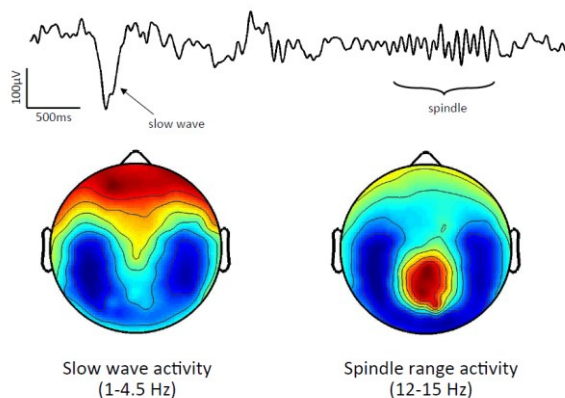 100μV
500ms
slow wave
spindle
Slow wave activity
(1-4.5 Hz)
Spindle range activity
(12-15 Hz)